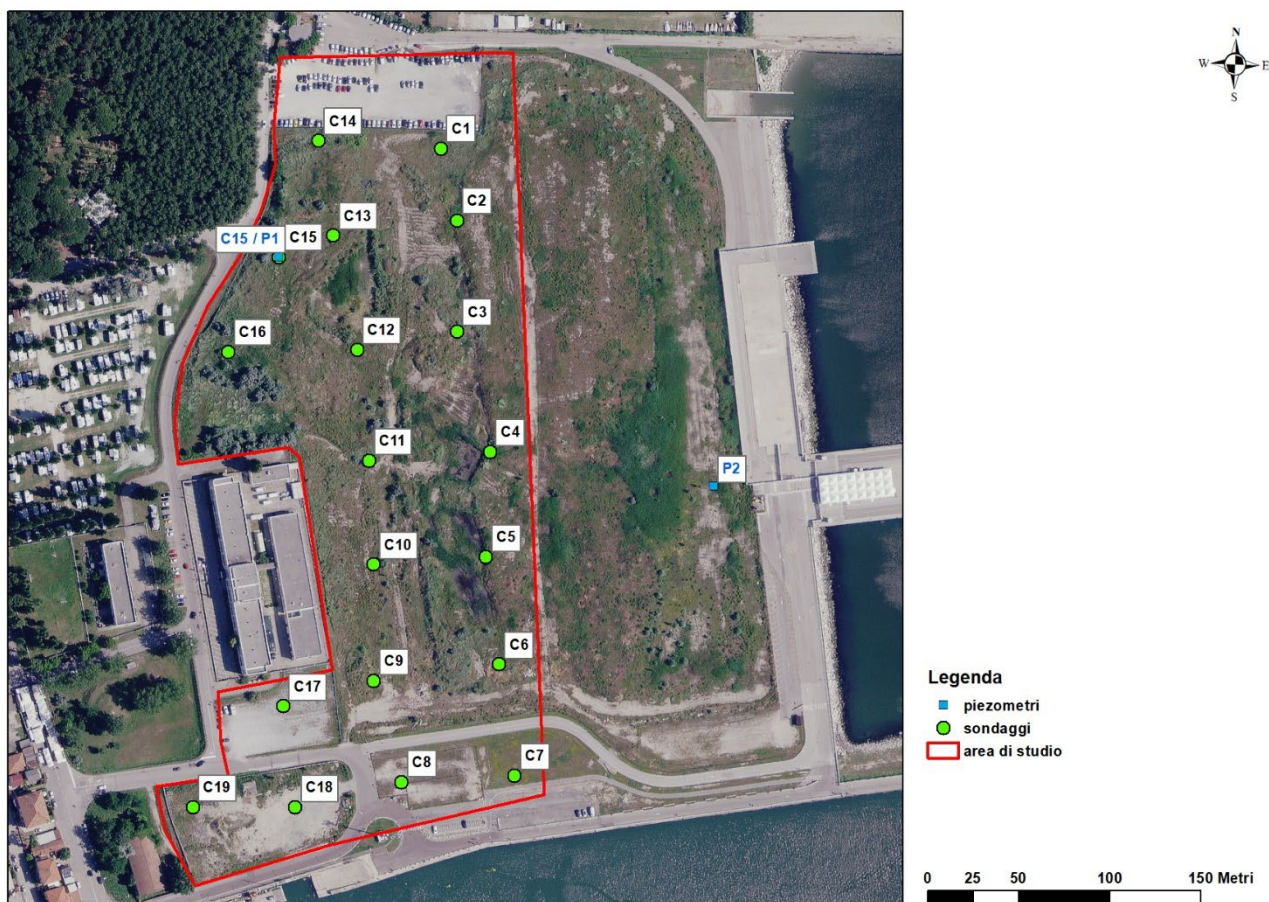 N
W E
S
C14
C1
C2
C13
C15 / P1
C15
C3
C12
C16
C4
C11
P2
C5
C10
C6
C9
C17
C7
C8
C19
C18
Legenda
piezometri
sondaggi
area di studio
0 25 50 100 150 Metri